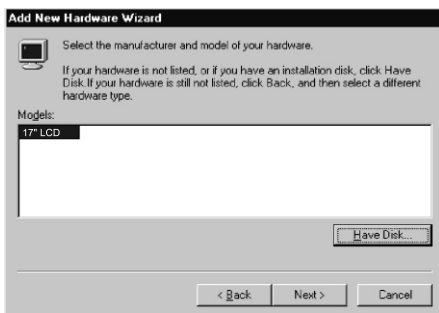 Add New Hardware Wizard
Select the manufacturer and model of your hardware.
If your hardware is not listed, or if you have an installation disk, click Have
Disk.If your hardware is still not listed, click Back, and then select a different
hardware type.
Models:
17" LCD
Have Disk...
< Back
Next >
Cancel